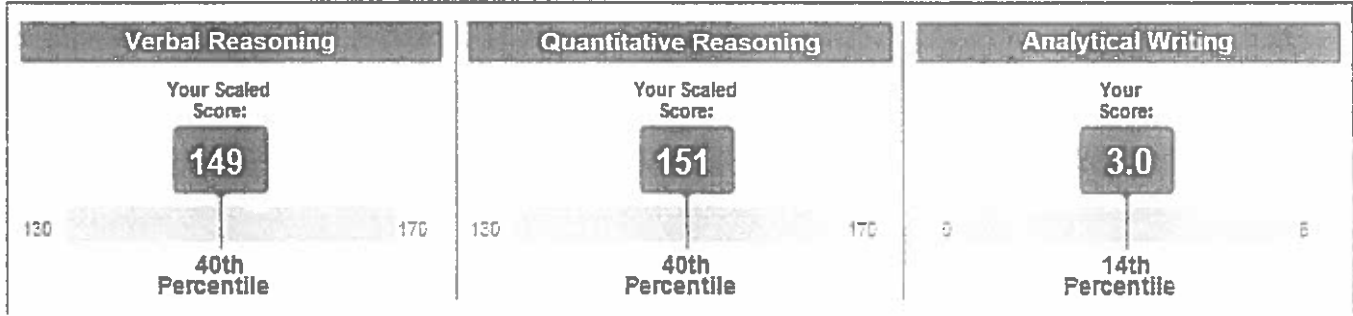 Verbal Reasoning
Your Scaled
Score:
149
130
170
40th
Percentile
Quantitative Reasoning
Your Scaled
Score:
151
130
170
40th
Percentile
Analytical Writing
Your
Score:
3.0
0
6
14th
Percentile